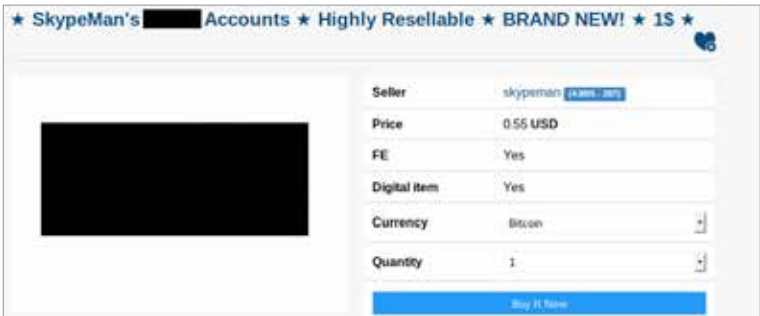 ★ SkypeMan's Accounts ★ Highly Resellable ★ BRAND NEW! ★ 1$ ★
Seller skypeman
Price 0.55 USD
FE Yes
Digital item Yes
Currency Bitcoin
Quantity 1
Buy It Now